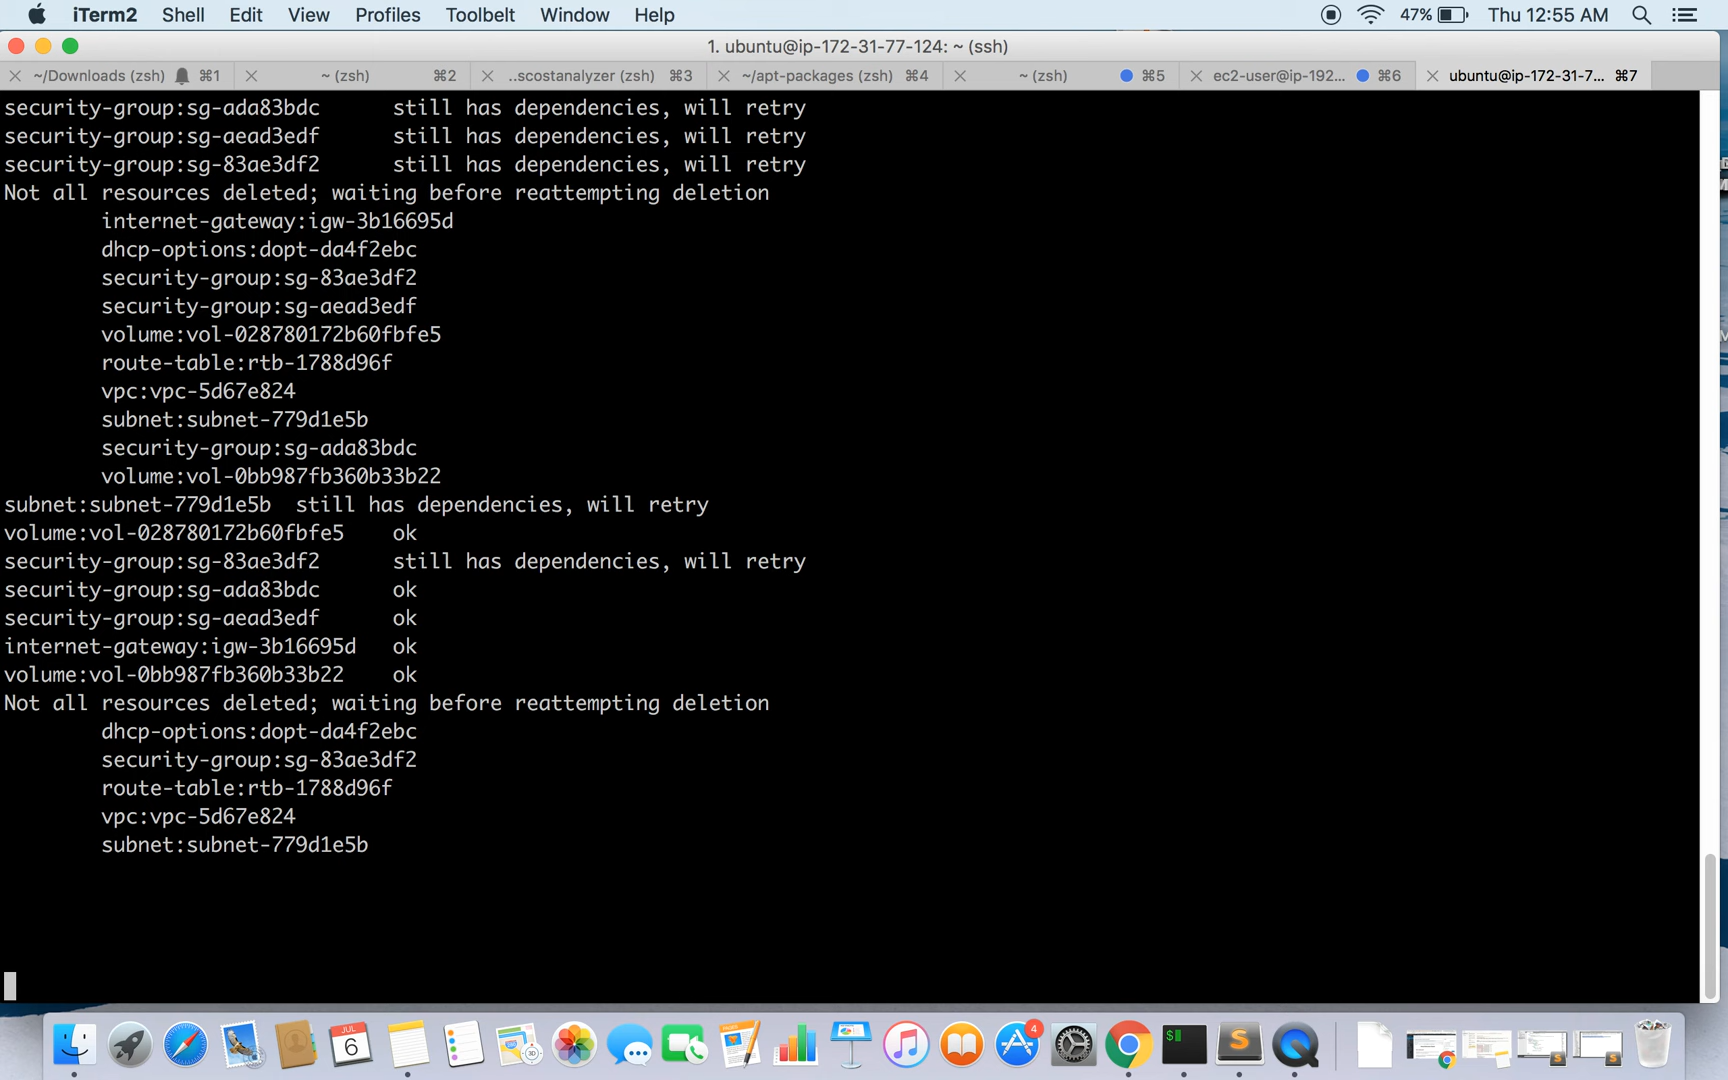 iTerm2 Shell Edit View Profiles Toolbelt Window Help 47% Thu 12:55 AM
1. ubuntu@ip-172-31-77-124: ~ (ssh)
~/Downloads (zsh) ⌘1 ~ (zsh) ⌘2 ..scostanalyzer (zsh) ⌘3 ~/apt-packages (zsh) ⌘4 ~ (zsh) ⌘5 ec2-user@ip-192... ⌘6 ubuntu@ip-172-31-7... ⌘7
security-group:sg-ada83bdc still has dependencies, will retry
security-group:sg-aead3edf still has dependencies, will retry
security-group:sg-83ae3df2 still has dependencies, will retry
Not all resources deleted; waiting before reattempting deletion
internet-gateway:igw-3b16695d
dhcp-options:dopt-da4f2ebc
security-group:sg-83ae3df2
security-group:sg-aead3edf
volume:vol-028780172b60fbfe5
route-table:rtb-1788d96f
vpc:vpc-5d67e824
subnet:subnet-779d1e5b
security-group:sg-ada83bdc
volume:vol-0bb987fb360b33b22
subnet:subnet-779d1e5b still has dependencies, will retry
volume:vol-028780172b60fbfe5 ok
security-group:sg-83ae3df2 still has dependencies, will retry
security-group:sg-ada83bdc ok
security-group:sg-aead3edf ok
internet-gateway:igw-3b16695d ok
volume:vol-0bb987fb360b33b22 ok
Not all resources deleted; waiting before reattempting deletion
dhcp-options:dopt-da4f2ebc
security-group:sg-83ae3df2
route-table:rtb-1788d96f
vpc:vpc-5d67e824
subnet:subnet-779d1e5b
JUL
6
PAGES
4
$
S